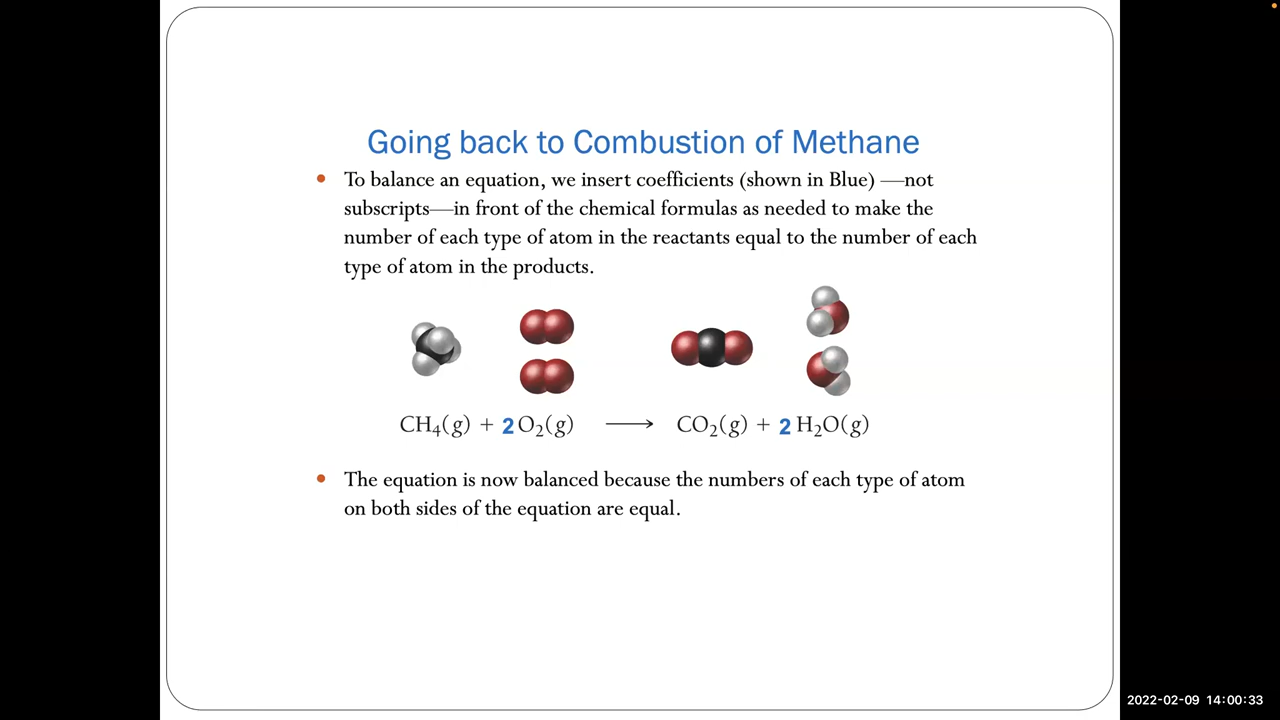 Going back to Combustion of Methane
• To balance an equation, we insert coefficients (shown in Blue) —not
subscripts—in front of the chemical formulas as needed to make the
number of each type of atom in the reactants equal to the number of each
type of atom in the products.
CH₄(g) + 2 O₂(g) ⟶ CO₂(g) + 2 H₂O(g)
• The equation is now balanced because the numbers of each type of atom
on both sides of the equation are equal.
2022-02-09 14:00:33